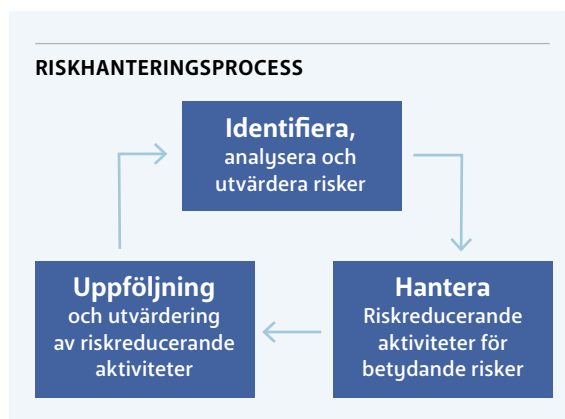 RISKHANTERINGSPROCESS
Identifiera,
analysera och
utvärdera risker
Uppföljning
och utvärdering
av riskreducerande
aktiviteter
Hantera
Riskreducerande
aktiviteter för
betydande risker